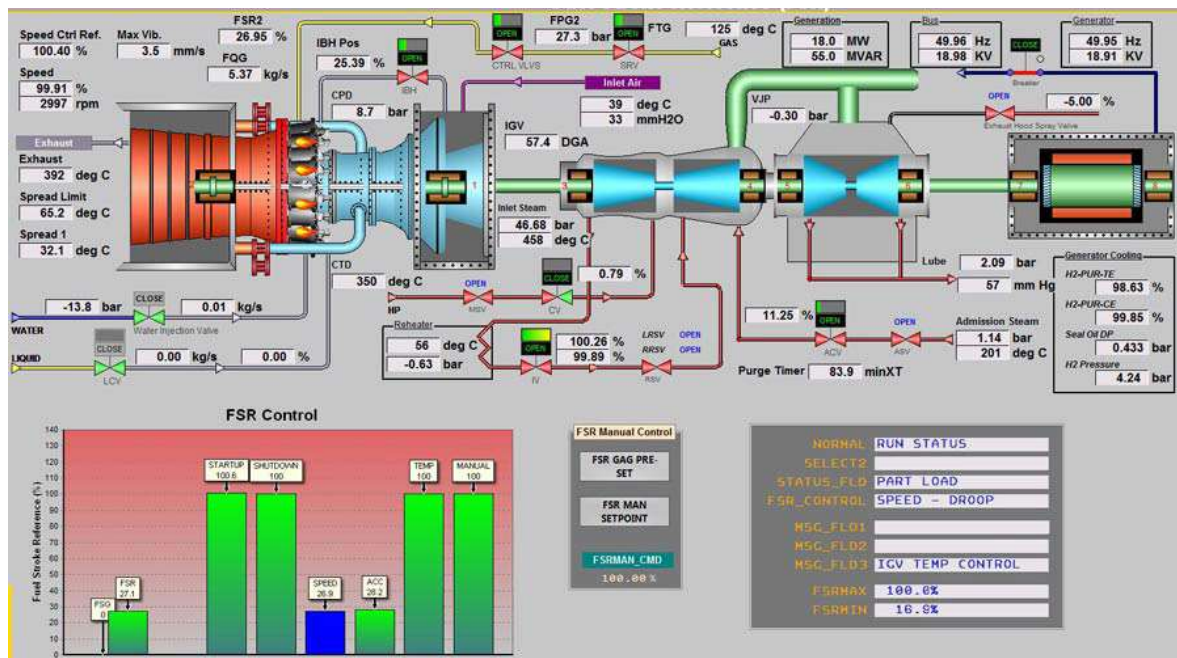 Speed Ctrl Ref.
100.40 %
Max Vib.
3.5 mm/s
FSR2
26.95 %
FQG
5.37 kg/s
Speed
99.91 %
2997 rpm
IBH Pos
25.39 %
OPEN
IBH
OPEN
CTRL VLVS
FPG2
27.3 bar
OPEN
SRV
FTG
125 deg C
GAS
Inlet Air
39 deg C
33 mmH2O
CPD
8.7 bar
IGV
57.4 DGA
Generation
18.0 MW
55.0 MVAR
Bus
49.96 Hz
18.98 KV
CLOSE
Breaker
Generator
49.95 Hz
18.91 KV
VJP
-0.30 bar
OPEN
Exhaust Hood Spray Valve
-5.00 %
Exhaust
Exhaust
392 deg C
Spread Limit
65.2 deg C
Spread 1
32.1 deg C
1
3
4
5
6
7
8
Inlet Steam
46.68 bar
458 deg C
CTD
350 deg C
HP
OPEN
MSV
CLOSE
CV
0.79 %
Lube
2.09 bar
57 mm Hg
Generator Cooling
H2-PUR-TE
98.63 %
H2-PUR-CE
99.85 %
Seal Oil DP
0.433 bar
H2 Pressure
4.24 bar
WATER
-13.8 bar
CLOSE
Water Injection Valve
0.01 kg/s
LIQUID
CLOSE
LCV
0.00 kg/s
0.00 %
Reheater
56 deg C
-0.63 bar
OPEN
IV
100.26 %
99.89 %
LRSV OPEN
RRSV OPEN
RSV
11.25 %
OPEN
ACV
OPEN
ASV
Admission Steam
1.14 bar
201 deg C
Purge Timer
83.9 minXT
FSR Control
Fuel Stroke Reference (%)
140
130
120
110
100
90
80
70
60
50
40
30
20
10
0
FSG
0
FSR
27.1
STARTUP
100.6
SHUTDOWN
100
SPEED
26.9
ACC
28.2
TEMP
100
MANUAL
100
FSR Manual Control
FSR GAG PRE-
SET
FSR MAN
SETPOINT
FSRMAN_CMD
100.00 %
NORMAL RUN STATUS
SELECT2
STATUS_FLD PART LOAD
FSR_CONTROL SPEED - DROOP
MSG_FLD1
MSG_FLD2
MSG_FLD3 IGV TEMP CONTROL
FSRMAX 100.0%
FSRMIN 16.9%